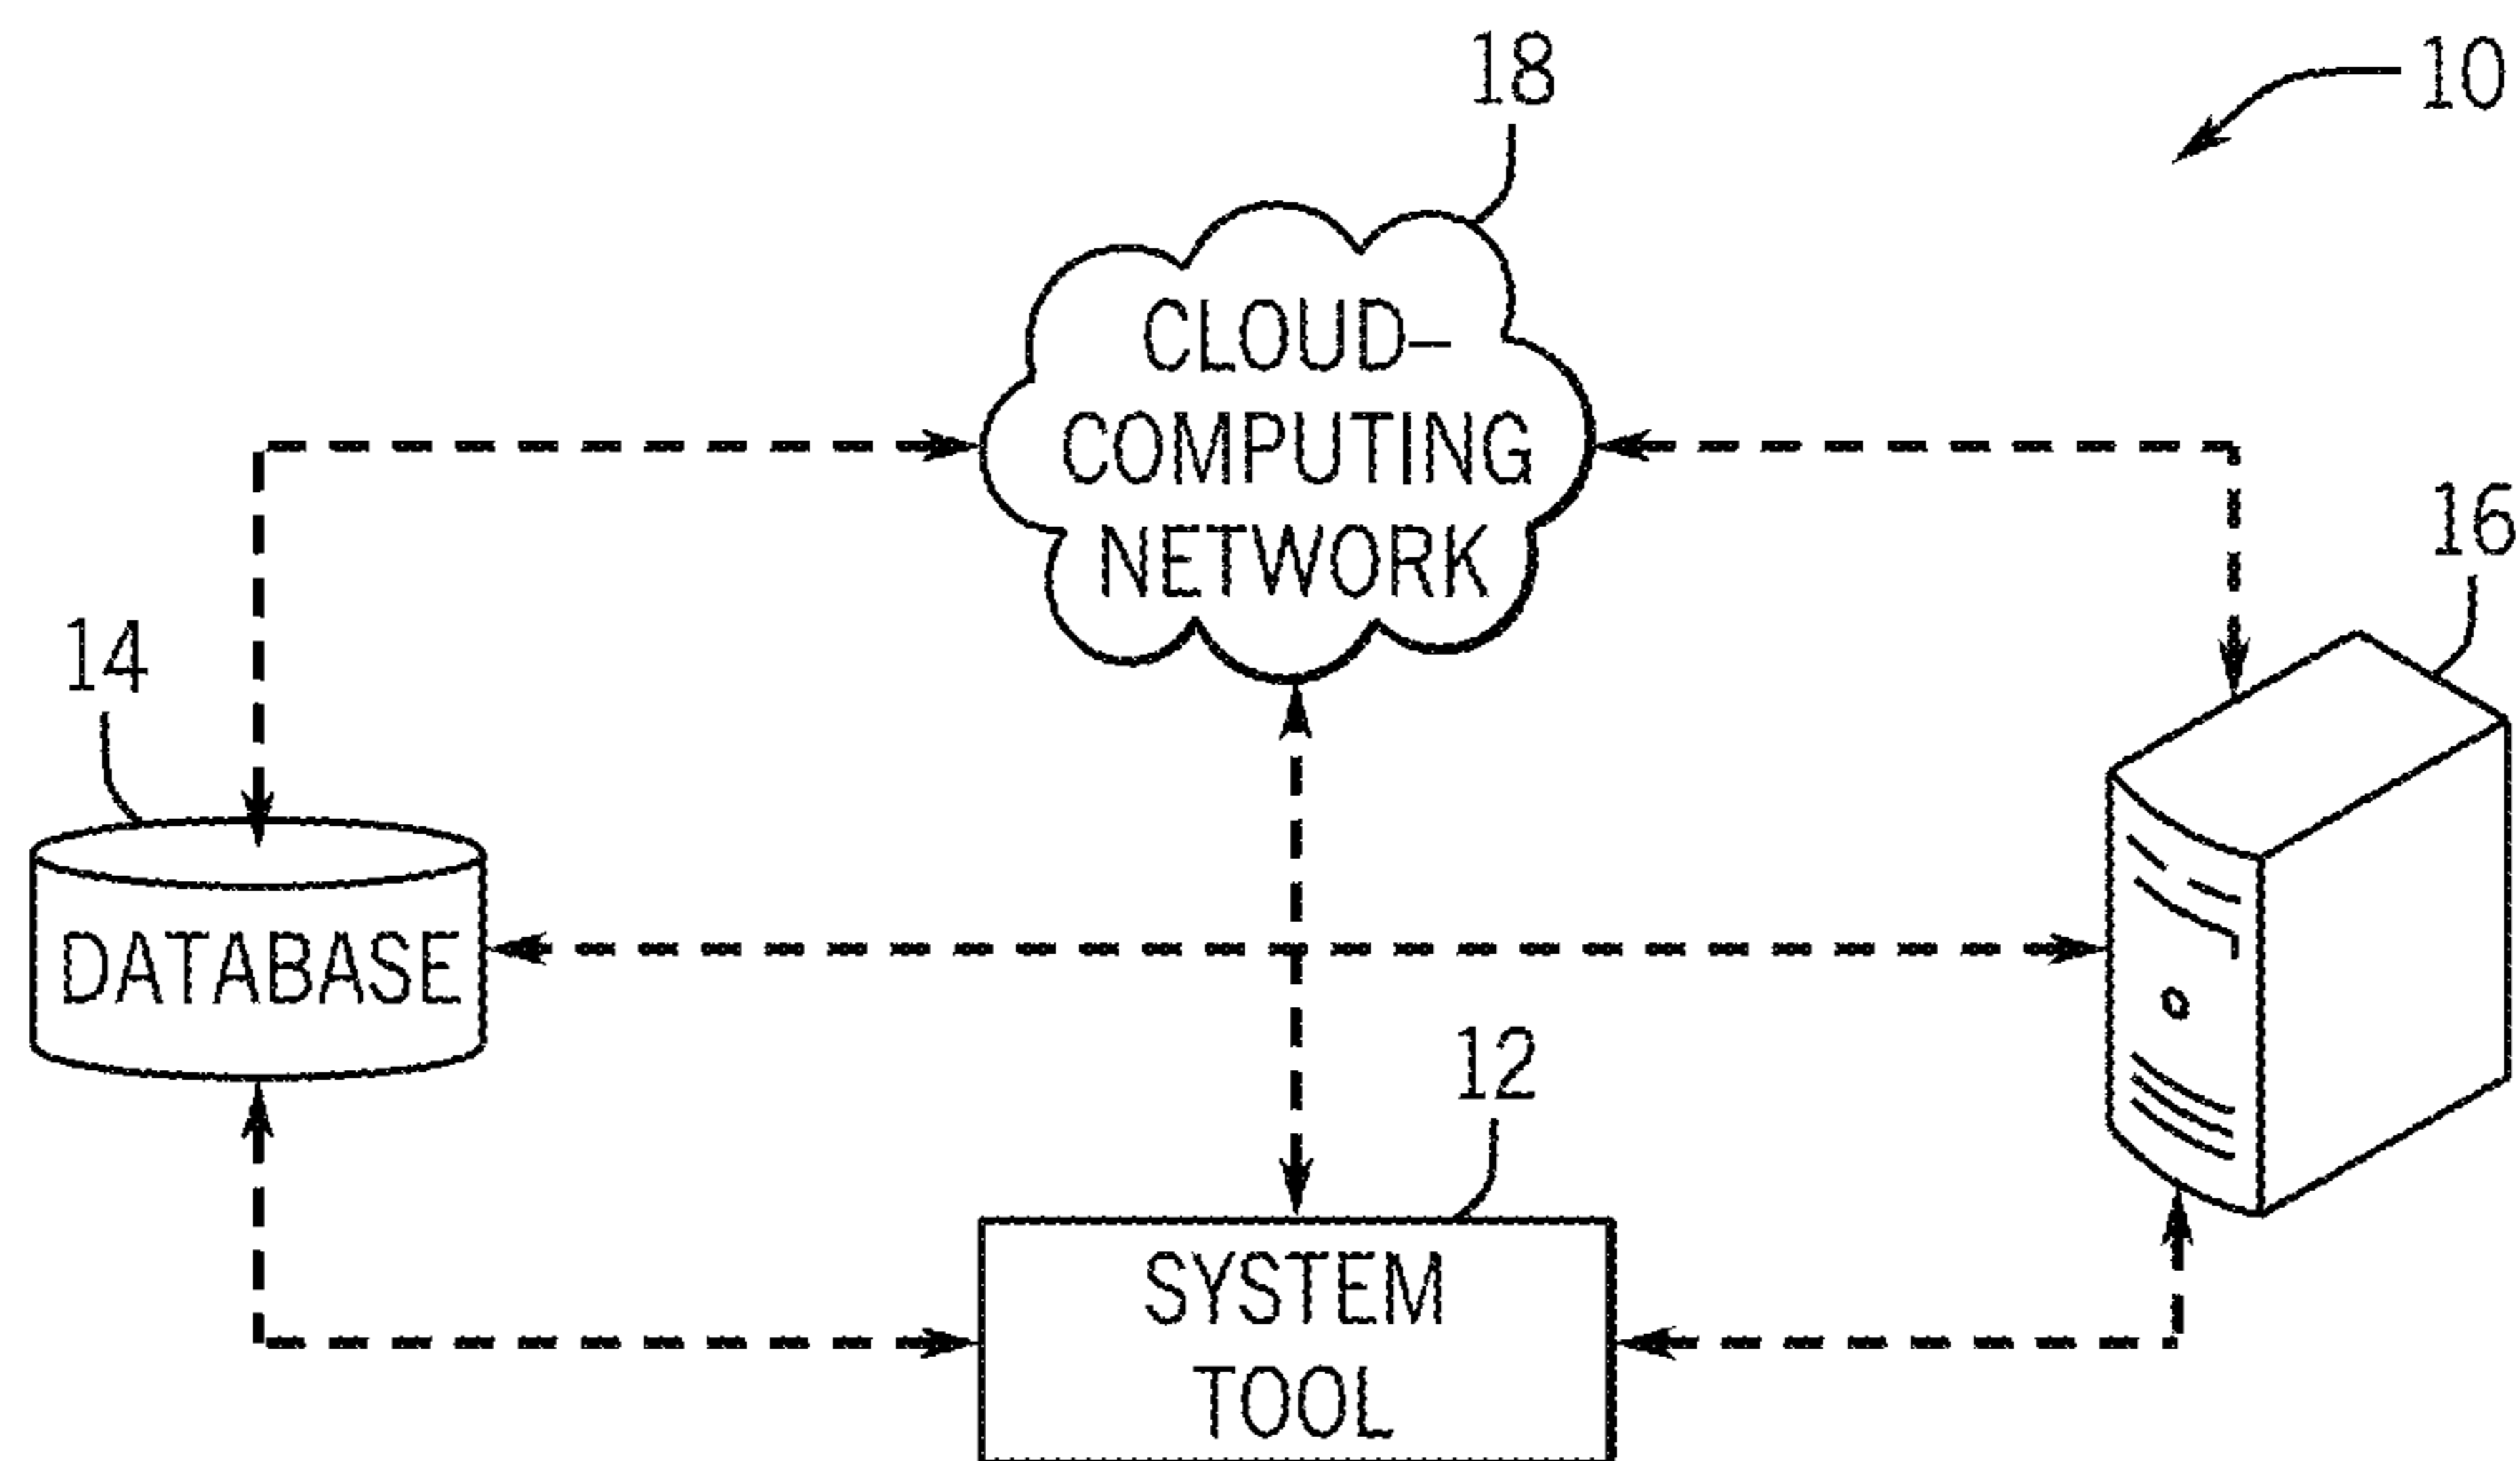 18
10
CLOUD–
COMPUTING
NETWORK
16
14
DATABASE
12
SYSTEM
TOOL